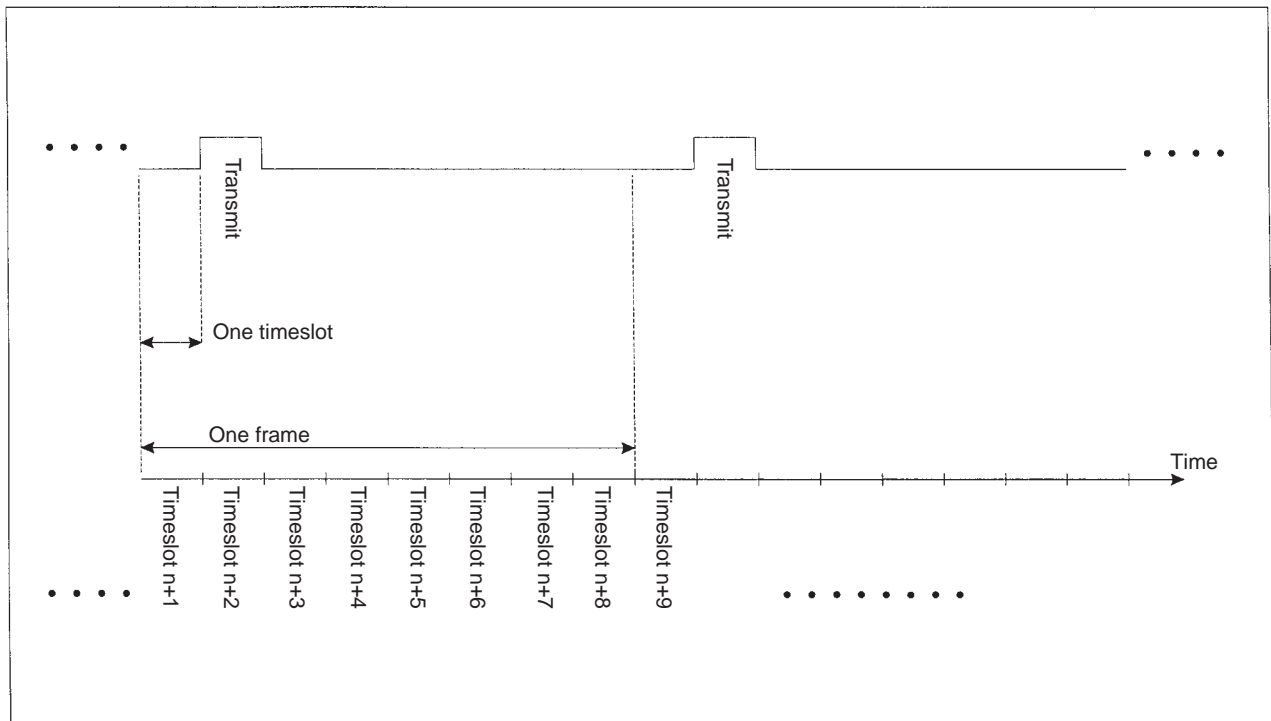 Transmit
Transmit
One timeslot
One frame
Time
Timeslot n+1
Timeslot n+2
Timeslot n+3
Timeslot n+4
Timeslot n+5
Timeslot n+6
Timeslot n+7
Timeslot n+8
Timeslot n+9